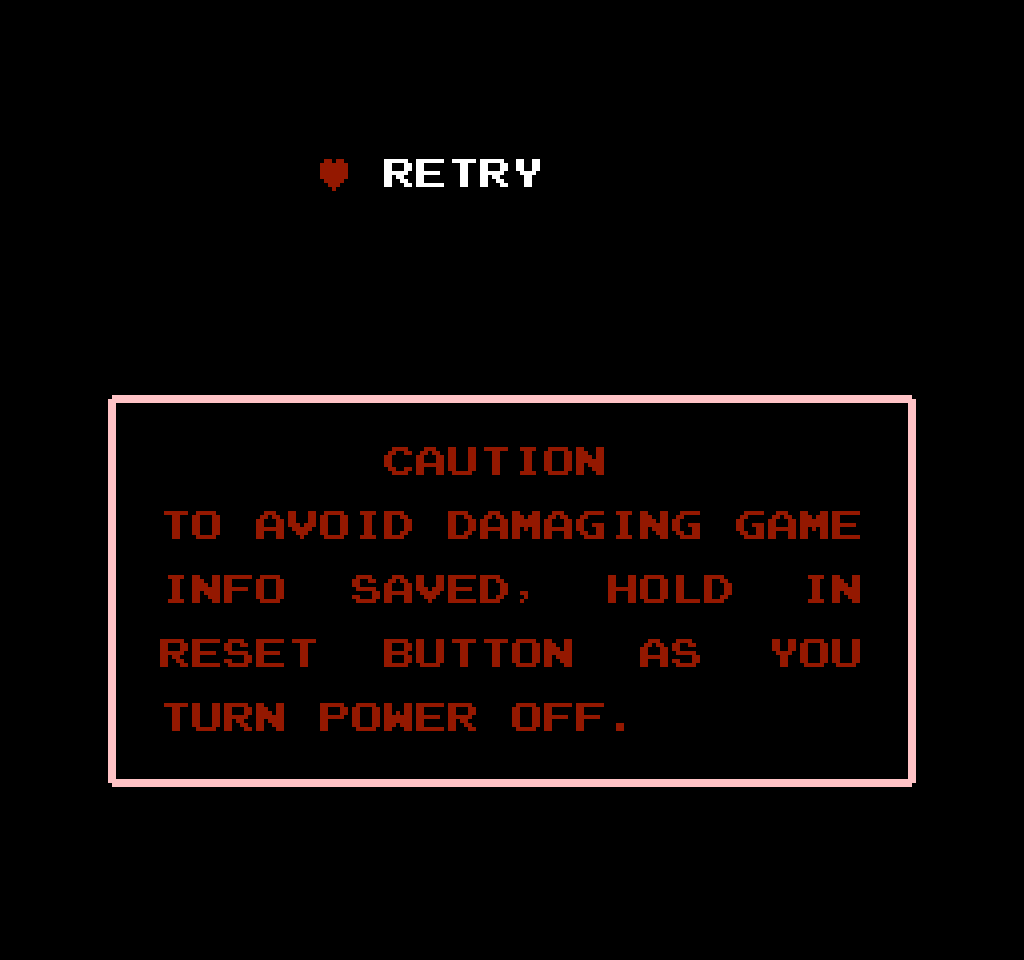 RETRY
CAUTION
TO AVOID DAMAGING GAME
INFO SAVED, HOLD IN
RESET BUTTON AS YOU
TURN POWER OFF.